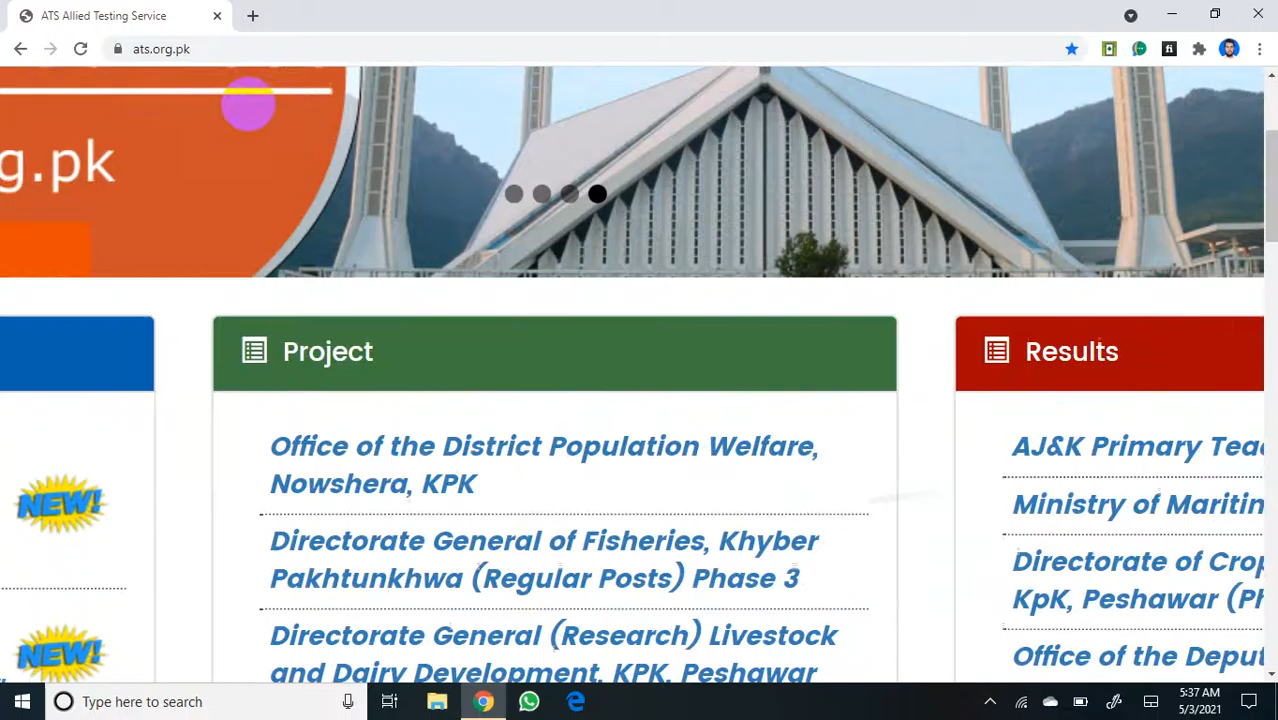 ATS Allied Testing Service
ats.org.pk
g.pk
Project
Results
NEW!
Office of the District Population Welfare,
Nowshera, KPK
AJ&K Primary Tea
Ministry of Maritin
Directorate General of Fisheries, Khyber
Pakhtunkhwa (Regular Posts) Phase 3
Directorate of Crop
KpK, Peshawar (Ph
NEW!
Directorate General (Research) Livestock
and Dairy Development, KPK, Peshawar
Office of the Deput
Type here to search
5:37 AM
5/3/2021